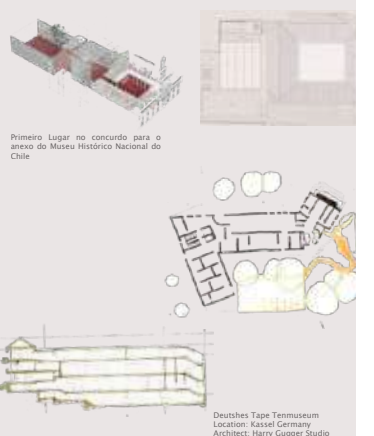 Primeiro Lugar no concurdo para o
anexo do Museu Histórico Nacional do
Chile
Deutshes Tape Tenmuseum
Location: Kassel Germany
Architect: Harry Gugger Studio